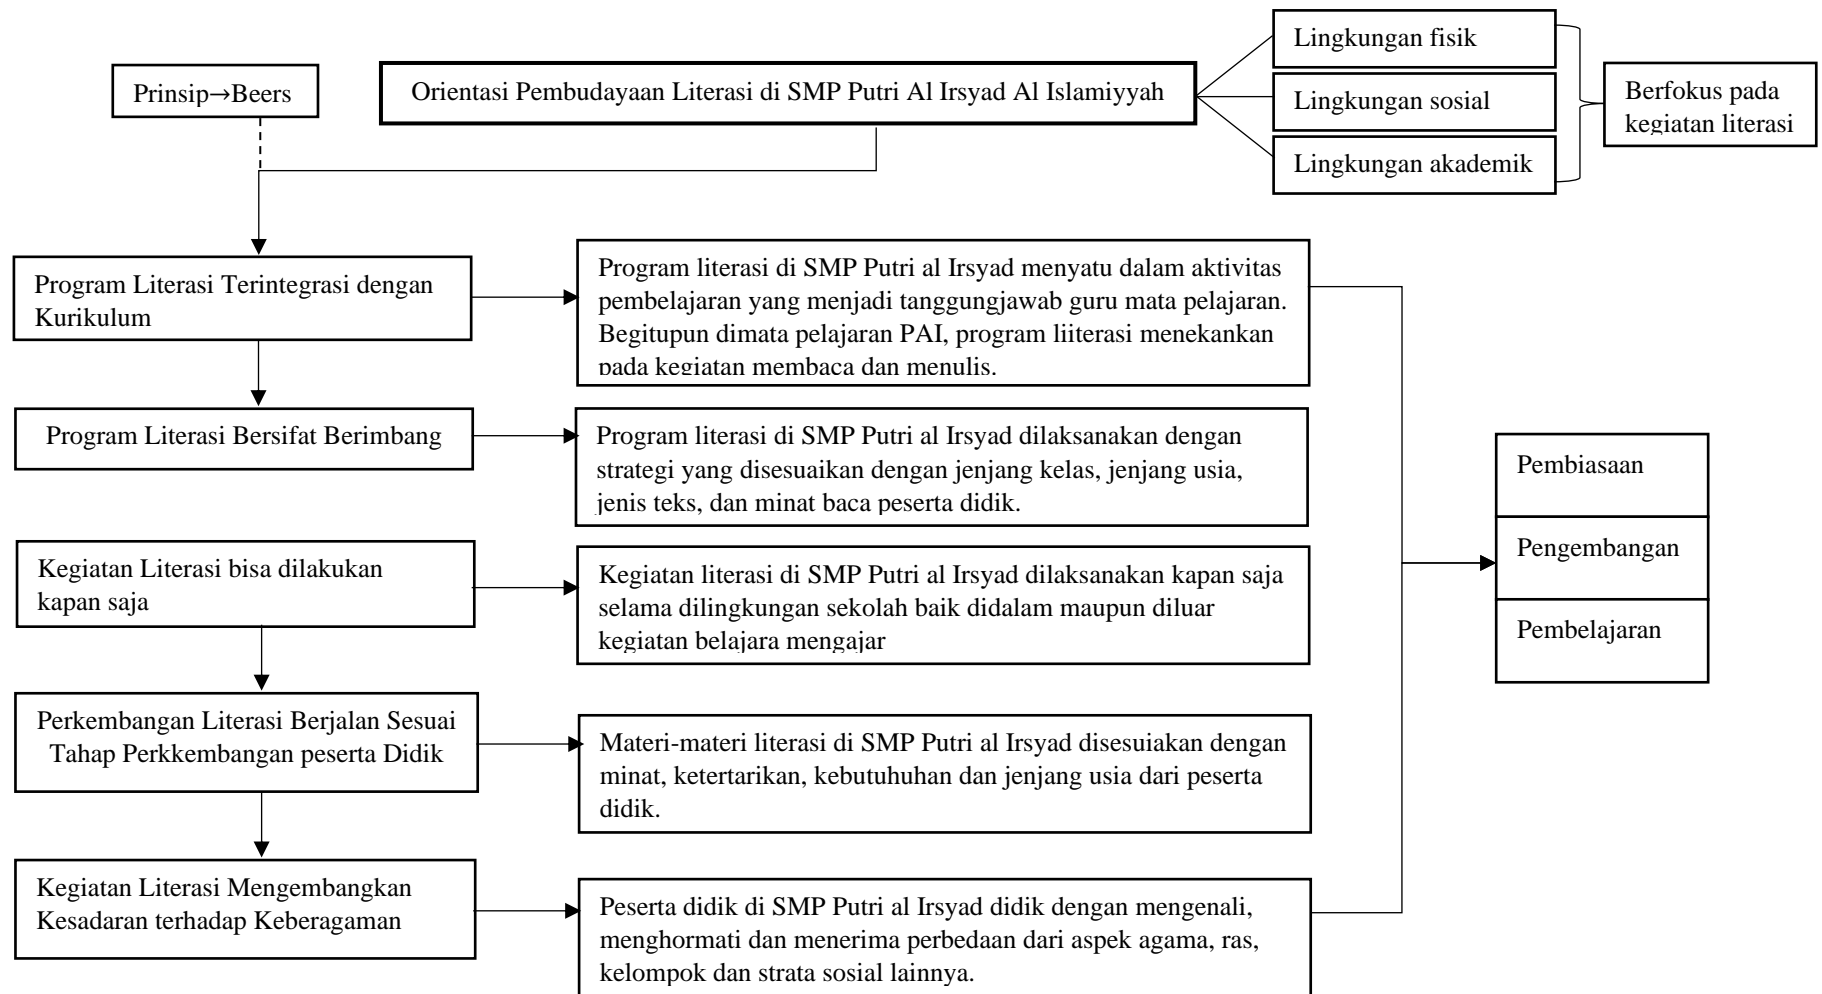 Prinsip→Beers
Orientasi Pembudayaan Literasi di SMP Putri Al Irsyad Al Islamiyyah
Lingkungan fisik
Lingkungan sosial
Lingkungan akademik
Berfokus pada
kegiatan literasi
Program Literasi Terintegrasi dengan
Kurikulum
Program literasi di SMP Putri al Irsyad menyatu dalam aktivitas
pembelajaran yang menjadi tanggungjawab guru mata pelajaran.
Begitupun dimata pelajaran PAI, program liiterasi menekankan
pada kegiatan membaca dan menulis.
Program Literasi Bersifat Berimbang
Program literasi di SMP Putri al Irsyad dilaksanakan dengan
strategi yang disesuaikan dengan jenjang kelas, jenjang usia,
jenis teks, dan minat baca peserta didik.
Kegiatan Literasi bisa dilakukan
kapan saja
Kegiatan literasi di SMP Putri al Irsyad dilaksanakan kapan saja
selama dilingkungan sekolah baik didalam maupun diluar
kegiatan belajara mengajar
Perkembangan Literasi Berjalan Sesuai
Tahap Perkkembangan peserta Didik
Materi-materi literasi di SMP Putri al Irsyad disesuiakan dengan
minat, ketertarikan, kebutuhuhan dan jenjang usia dari peserta
didik.
Kegiatan Literasi Mengembangkan
Kesadaran terhadap Keberagaman
Peserta didik di SMP Putri al Irsyad didik dengan mengenali,
menghormati dan menerima perbedaan dari aspek agama, ras,
kelompok dan strata sosial lainnya.
Pembiasaan
Pengembangan
Pembelajaran